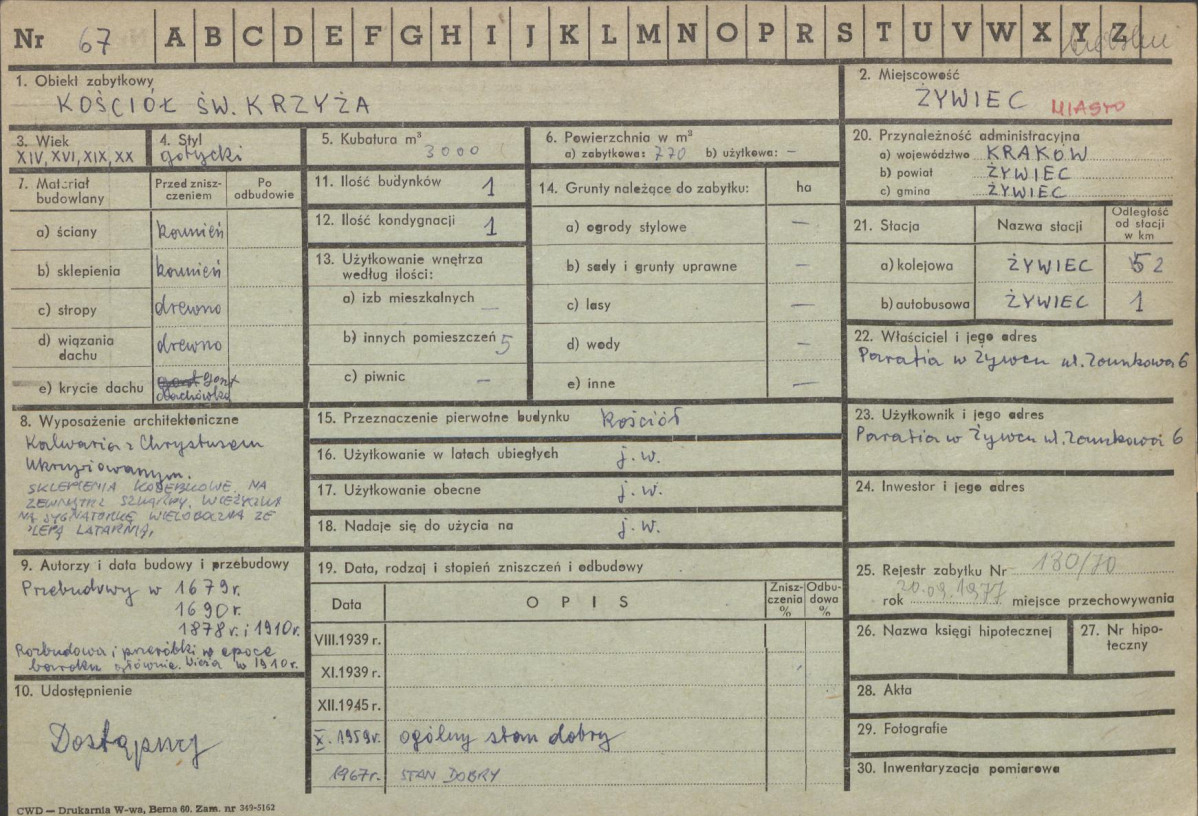 Nr 67 A B C D E F G H I J K L M N O P R S T U V W X Y Z
1. Obiekt zabytkowy
KOŚCIÓŁ ŚW. KRZYŻA
2. Miejscowość
ŻYWIEC MIASTO
3. Wiek
XIV, XVI, XIX, XX
4. Styl
gotycki
5. Kubatura m³
3000
6. Powierzchnia w m²
a) zabytkowa: 770 b) użytkowa: —
20. Przynależność administracyjna
a) województwo KRAKÓW
b) powiat ŻYWIEC
c) gmina ŻYWIEC
7. Materiał budowlany
Przed zniszczeniem
Po odbudowie
a) ściany kamień
b) sklepienia kamień
c) stropy drewno
d) wiązania dachu drewno
e) krycie dachu gont dachówka
11. Ilość budynków 1
12. Ilość kondygnacji 1
13. Użytkowanie wnętrza
według ilości:
a) izb mieszkalnych —
b) innych pomieszczeń 5
c) piwnic —
14. Grunty należące do zabytku: ha
a) ogrody stylowe —
b) sady i grunty uprawne —
c) lasy —
d) wody —
e) inne —
21. Stacja Nazwa stacji Odległość od stacji w km
a) kolejowa ŻYWIEC 2
b) autobusowa ŻYWIEC 1
22. Właściciel i jego adres
Parafia w Żywcu ul. Zamkowa 6
8. Wyposażenie architektoniczne
Kalwaria z Chrystusem
Ukrzyżowanym.
SKLEPIENIA KOLEBKOWE, NA
ZEWNĄTRZ SZKARPY, WIEŻYCZKA
NA SYGNATURKĘ WIELOBOCZNA ZE
ŚLEPĄ LATARNIĄ.
15. Przeznaczenie pierwotne budynku kościół
16. Użytkowanie w latach ubiegłych j.w.
17. Użytkowanie obecne j.w.
18. Nadaje się do użycia na j.w.
23. Użytkownik i jego adres
Parafia w Żywcu ul. Zamkowa 6
24. Inwestor i jego adres
9. Autorzy i data budowy i przebudowy
Przebudowy w 1679r.
1690r.
1878r. i 1910r.
Rozbudowa i przeróbki w epoce
baroku głównie. Wieża w 1910r.
10. Udostępnienie
Dostępny
19. Data, rodzaj i stopień zniszczeń i odbudowy
Data OPIS Zniszczenia % Odbudowa %
VIII.1939 r.
XI.1939 r.
XII.1945 r.
X. 1959r. ogólny stan dobry
1967r. STAN DOBRY
25. Rejestr zabytku Nr 180/70
rok 20.09.1977 miejsce przechowywania
26. Nazwa księgi hipotecznej
27. Nr hipoteczny
28. Akta
29. Fotografie
30. Inwentaryzacja pomiarowa
CWD — Drukarnia W-wa, Bema 60. Zam. nr 349-5162